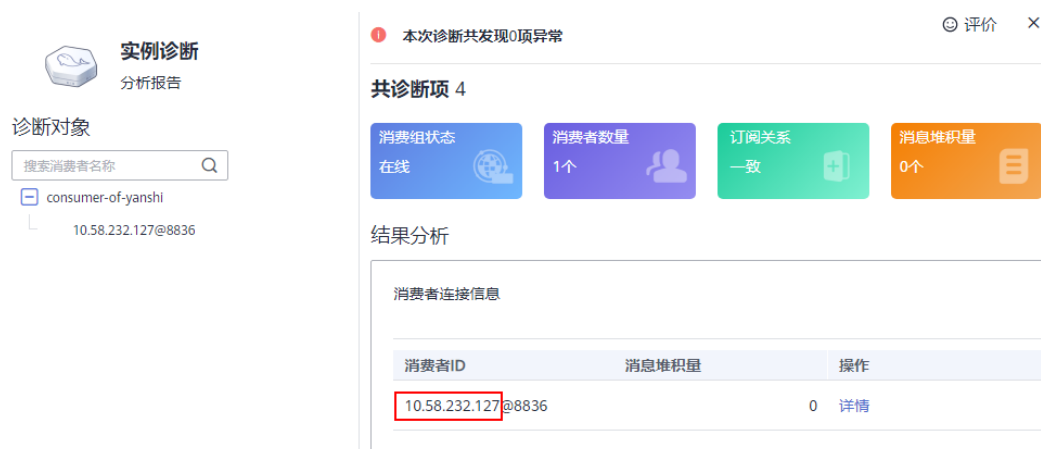 实例诊断
分析报告
诊断对象
搜索消费者名称
consumer-of-yanshi
10.58.232.127@8836
本次诊断共发现0项异常
评价
共诊断项 4
消费组状态
在线
消费者数量
1个
订阅关系
一致
消息堆积量
0个
结果分析
消费者连接信息
消费者ID 消息堆积量 操作
10.58.232.127@8836 0 详情